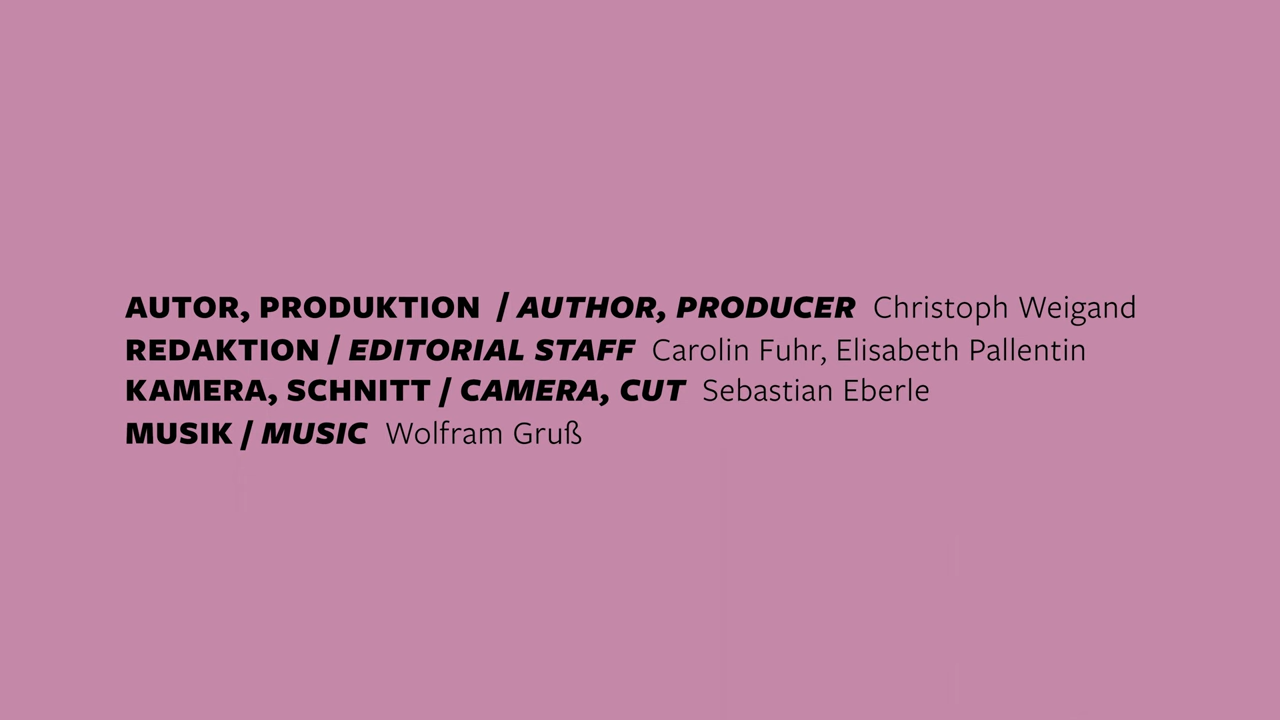 AUTOR, PRODUKTION / AUTHOR, PRODUCER Christoph Weigand
REDAKTION / EDITORIAL STAFF Carolin Fuhr, Elisabeth Pallentin
KAMERA, SCHNITT / CAMERA, CUT Sebastian Eberle
MUSIK / MUSIC Wolfram Gruß